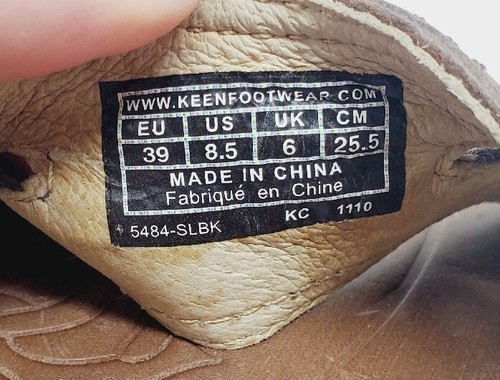 WWW.KEENFOOTWEAR.COM
EU US UK CM
39 8.5 6 25.5
MADE IN CHINA
Fabriqué en Chine
KC 1110
5484-SLBK